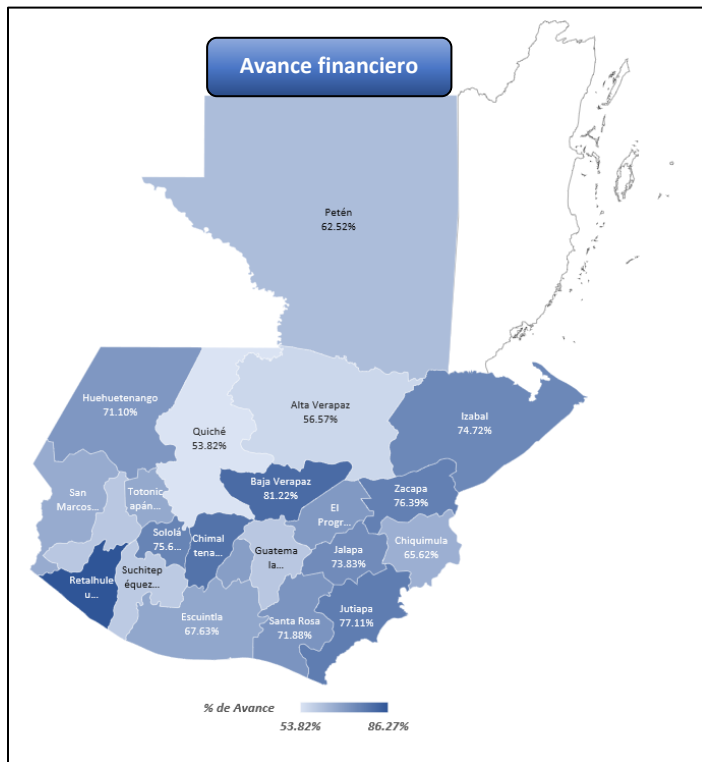 Avance financiero
Petén
62.52%
Huehuetenango
71.10%
Alta Verapaz
56.57%
Izabal
74.72%
Quiché
53.82%
Baja Verapaz
81.22%
Zacapa
76.39%
San
Marcos...
Totonic
apán...
El
Progr...
Sololá
75.6...
Chimal
tena...
Guatema
la...
Jalapa
73.83%
Chiquimula
65.62%
Retalhule
u...
Suchitep
équez...
Jutiapa
77.11%
Escuintla
67.63%
Santa Rosa
71.88%
% de Avance
53.82%
86.27%